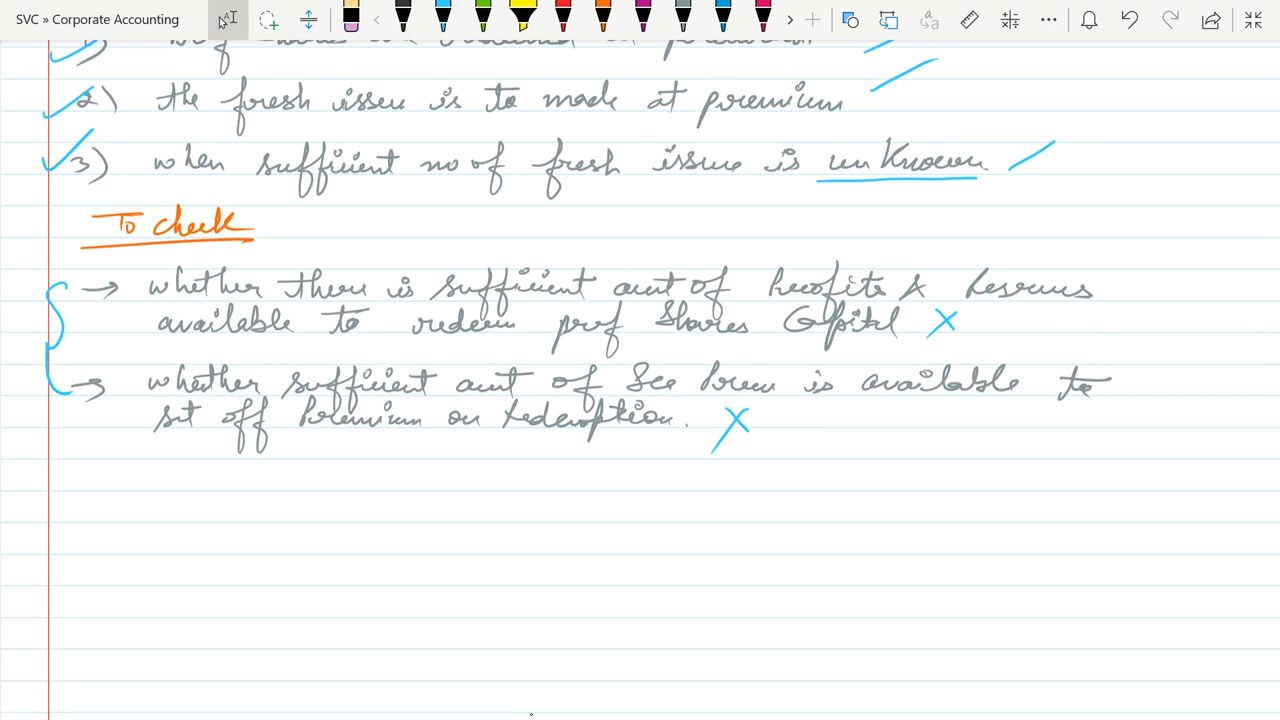 SVC » Corporate Accounting
2) the fresh issue is to made at premium
3) when sufficient no of fresh issue is unknown
To check
→ whether there is sufficient amt of Profits & Reserves
available to redeem pref Shares Capital ×
→ whether sufficient amt of Sec Prem is available to
set off Premium on redemption. ×